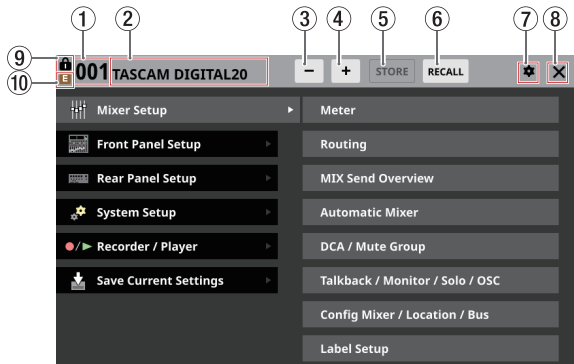 ① ② ③ ④ ⑤ ⑥ ⑦ ⑧
⑨ ⑩
001 TASCAM DIGITAL20 − + STORE RECALL
E
Mixer Setup
Front Panel Setup
Rear Panel Setup
System Setup
Recorder / Player
Save Current Settings
Meter
Routing
MIX Send Overview
Automatic Mixer
DCA / Mute Group
Talkback / Monitor / Solo / OSC
Config Mixer / Location / Bus
Label Setup